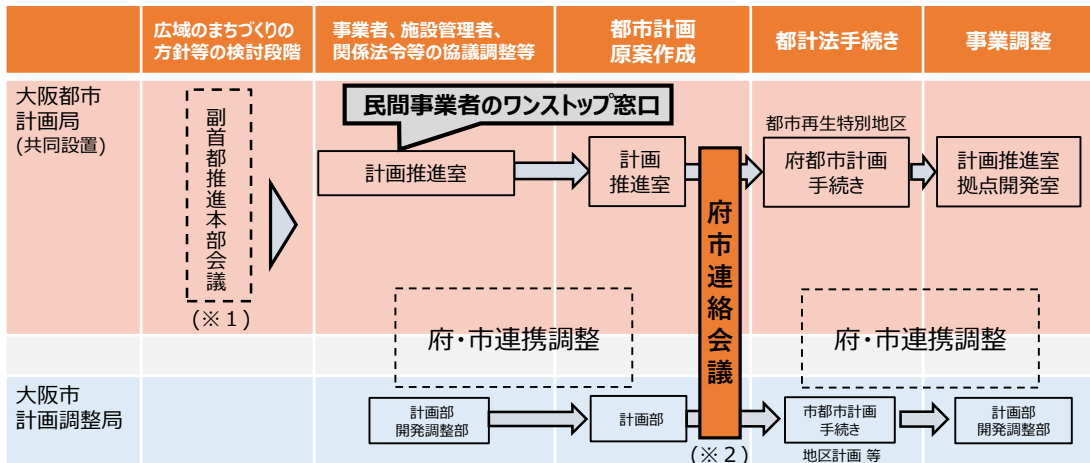 広域のまちづくりの
方針等の検討段階
事業者、施設管理者、
関係法令等の協議調整等
都市計画
原案作成
都計法手続き
事業調整
大阪都市
計画局
(共同設置)
副首都推進本部会議
(※1)
民間事業者のワンストップ窓口
計画推進室
計画
推進室
府市連絡会議
都市再生特別地区
府都市計画
手続き
計画推進室
拠点開発室
府・市連携調整
府・市連携調整
大阪市
計画調整局
計画部
開発調整部
計画部
(※2)
市都市計画
手続き
地区計画 等
計画部
開発調整部